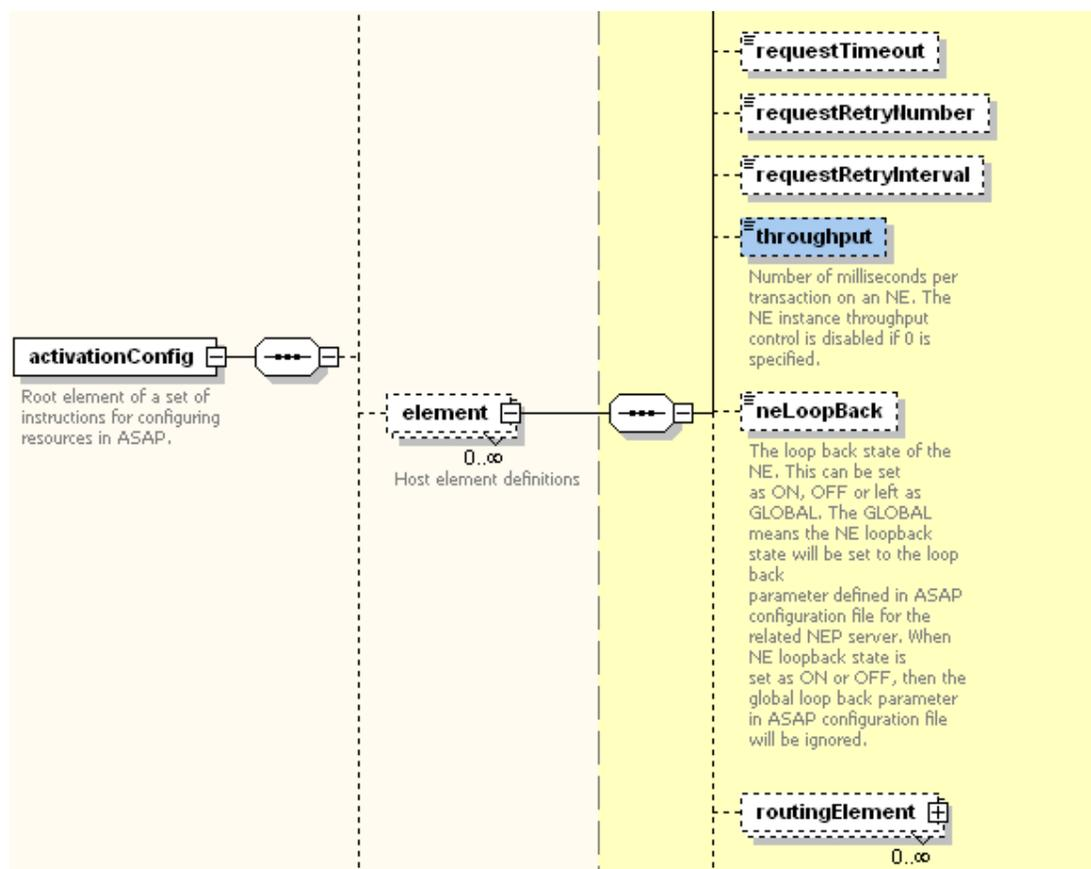 requestTimeout
requestRetryNumber
requestRetryInterval
throughput
Number of milliseconds per
transaction on an NE. The
NE instance throughput
control is disabled if 0 is
specified.
activationConfig
Root element of a set of
instructions for configuring
resources in ASAP.
element
0..∞
Host element definitions
neLoopBack
The loop back state of the
NE. This can be set
as ON, OFF or left as
GLOBAL. The GLOBAL
means the NE loopback
state will be set to the loop
back
parameter defined in ASAP
configuration file for the
related NEP server. When
NE loopback state is
set as ON or OFF, then the
global loop back parameter
in ASAP configuration file
will be ignored.
routingElement
0..∞